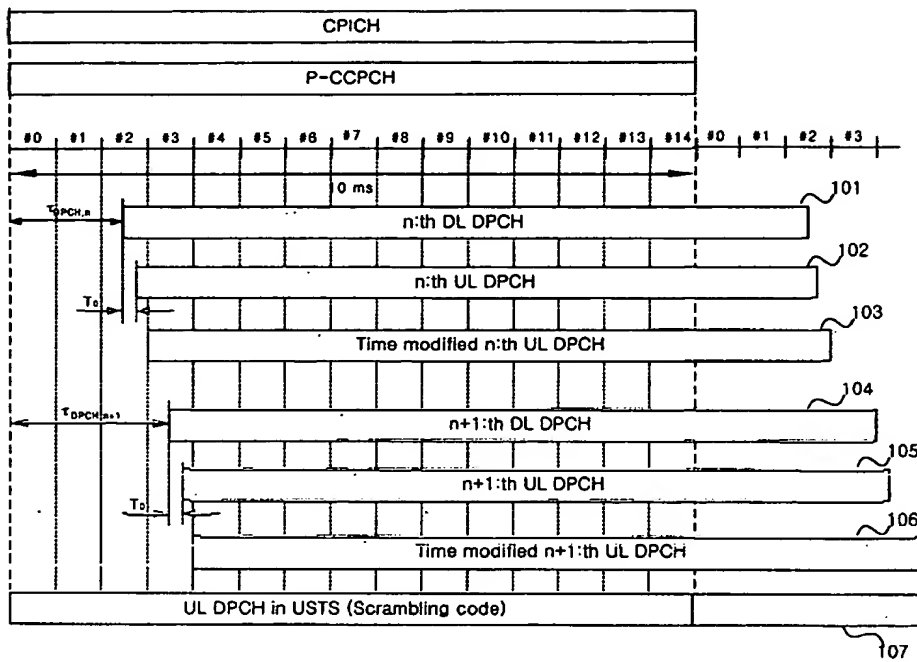 CPICH
P-CCPCH
#0 #1 #2 #3 #4 #5 #6 #7 #8 #9 #10 #11 #12 #13 #14 #0 #1 #2 #3
10 ms
101
τDPCH,n
n:th DL DPCH
102
n:th UL DPCH
T0
103
Time modified n:th UL DPCH
104
τDPCH,n+1
n+1:th DL DPCH
105
n+1:th UL DPCH
T0
106
Time modified n+1:th UL DPCH
UL DPCH in USTS (Scrambling code)
107